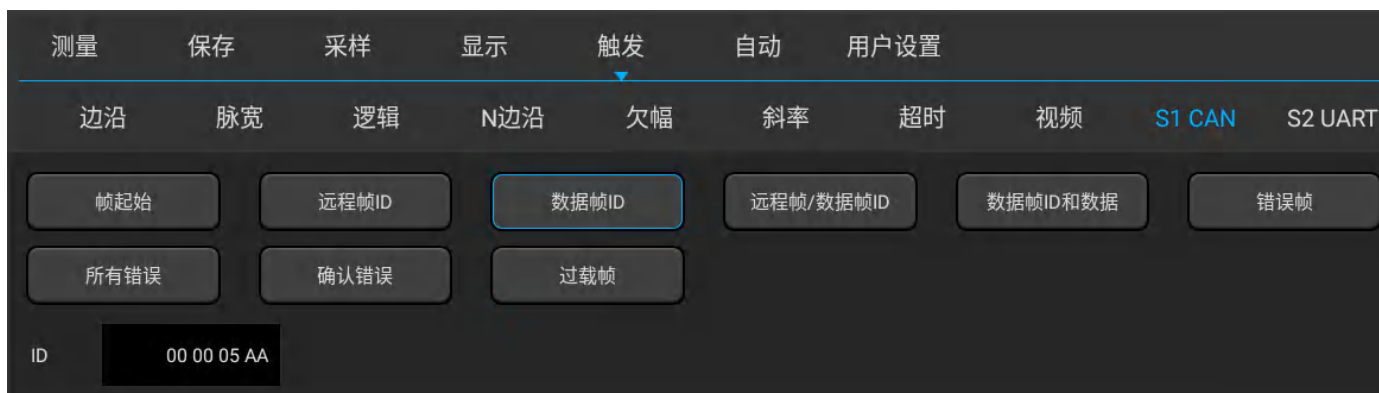 测量 保存 采样 显示 触发 自动 用户设置
边沿 脉宽 逻辑 N边沿 欠幅 斜率 超时 视频 S1 CAN S2 UART
帧起始 远程帧ID 数据帧ID 远程帧/数据帧ID 数据帧ID和数据 错误帧
所有错误 确认错误 过载帧
ID 00 00 05 AA